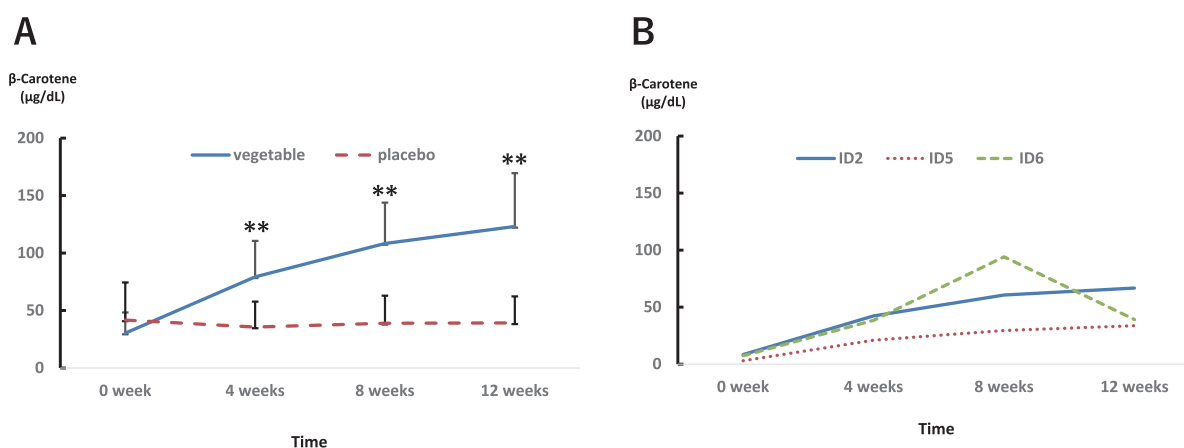 A
β-Carotene
(µg/dL)
200
150
100
50
0
vegetable
placebo
**
**
**
0 week
4 weeks
8 weeks
12 weeks
Time
B
β-Carotene
(µg/dL)
200
150
100
50
0
ID2
ID5
ID6
0 week
4 weeks
8 weeks
12 weeks
Time